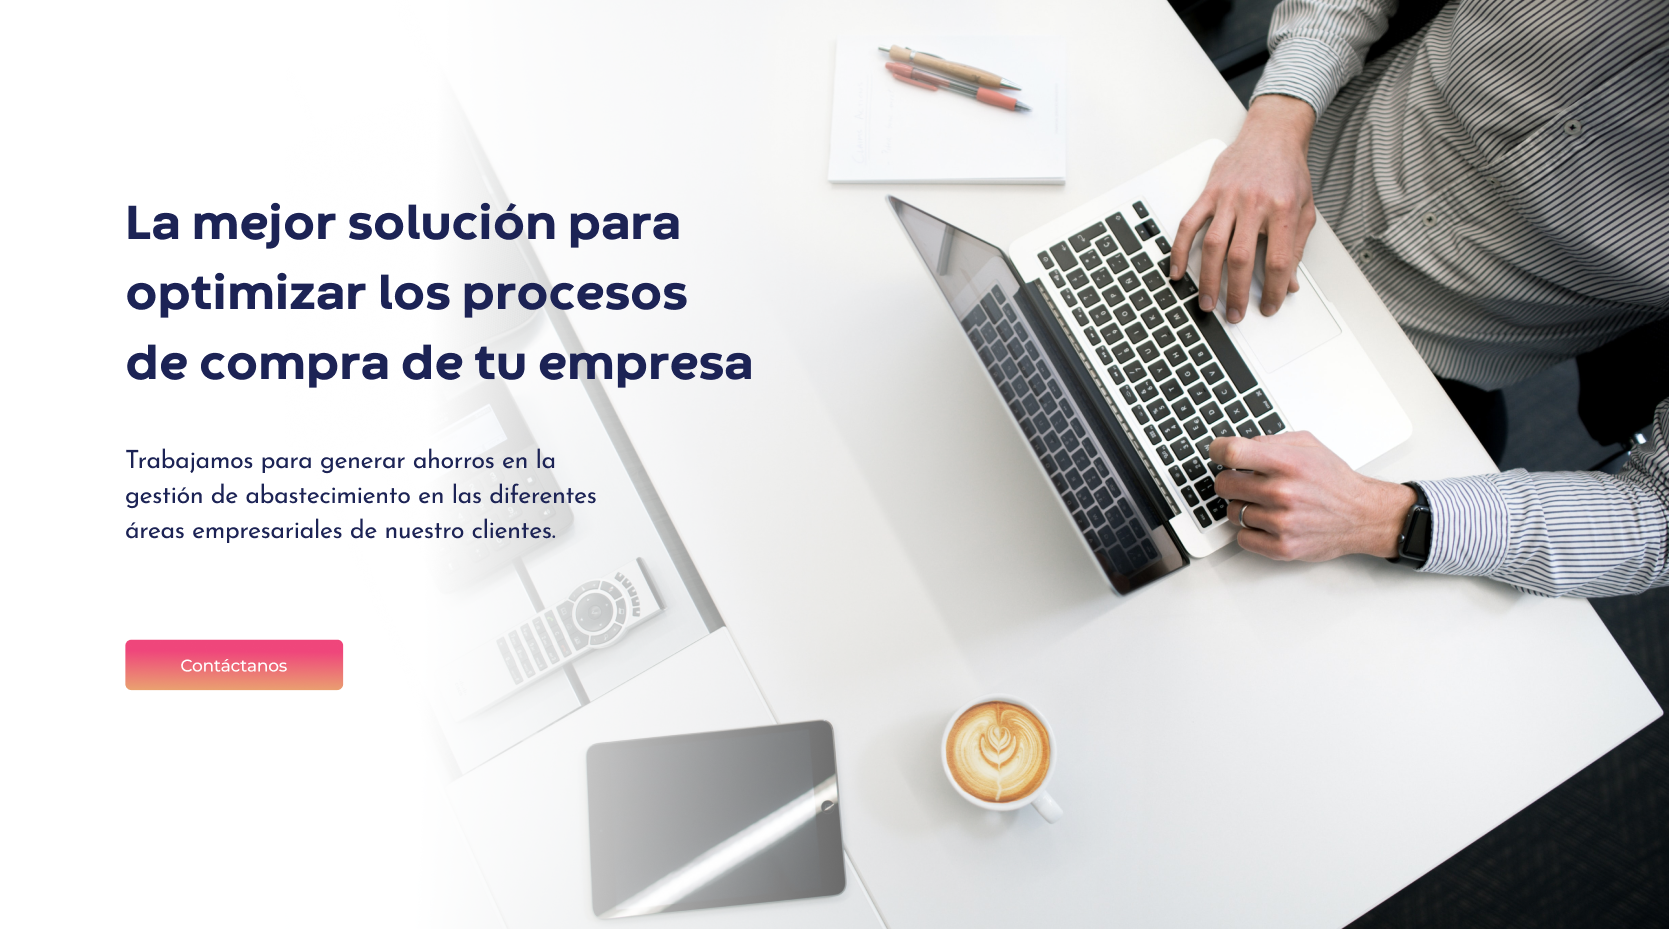 La mejor solución para
optimizar los procesos
de compra de tu empresa
Trabajamos para generar ahorros en la
gestión de abastecimiento en las diferentes
áreas empresariales de nuestro clientes.
Contáctanos